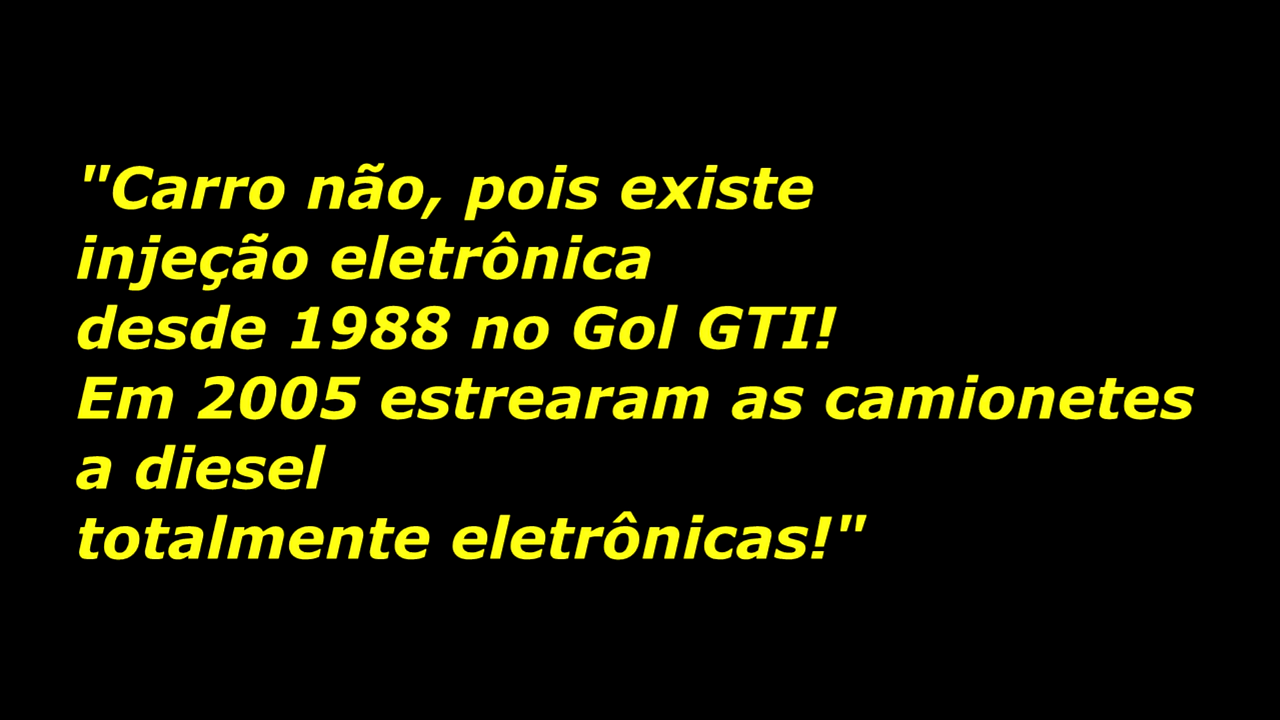 "Carro não, pois existe
injeção eletrônica
desde 1988 no Gol GTI!
Em 2005 estrearam as camionetes
a diesel
totalmente eletrônicas!"